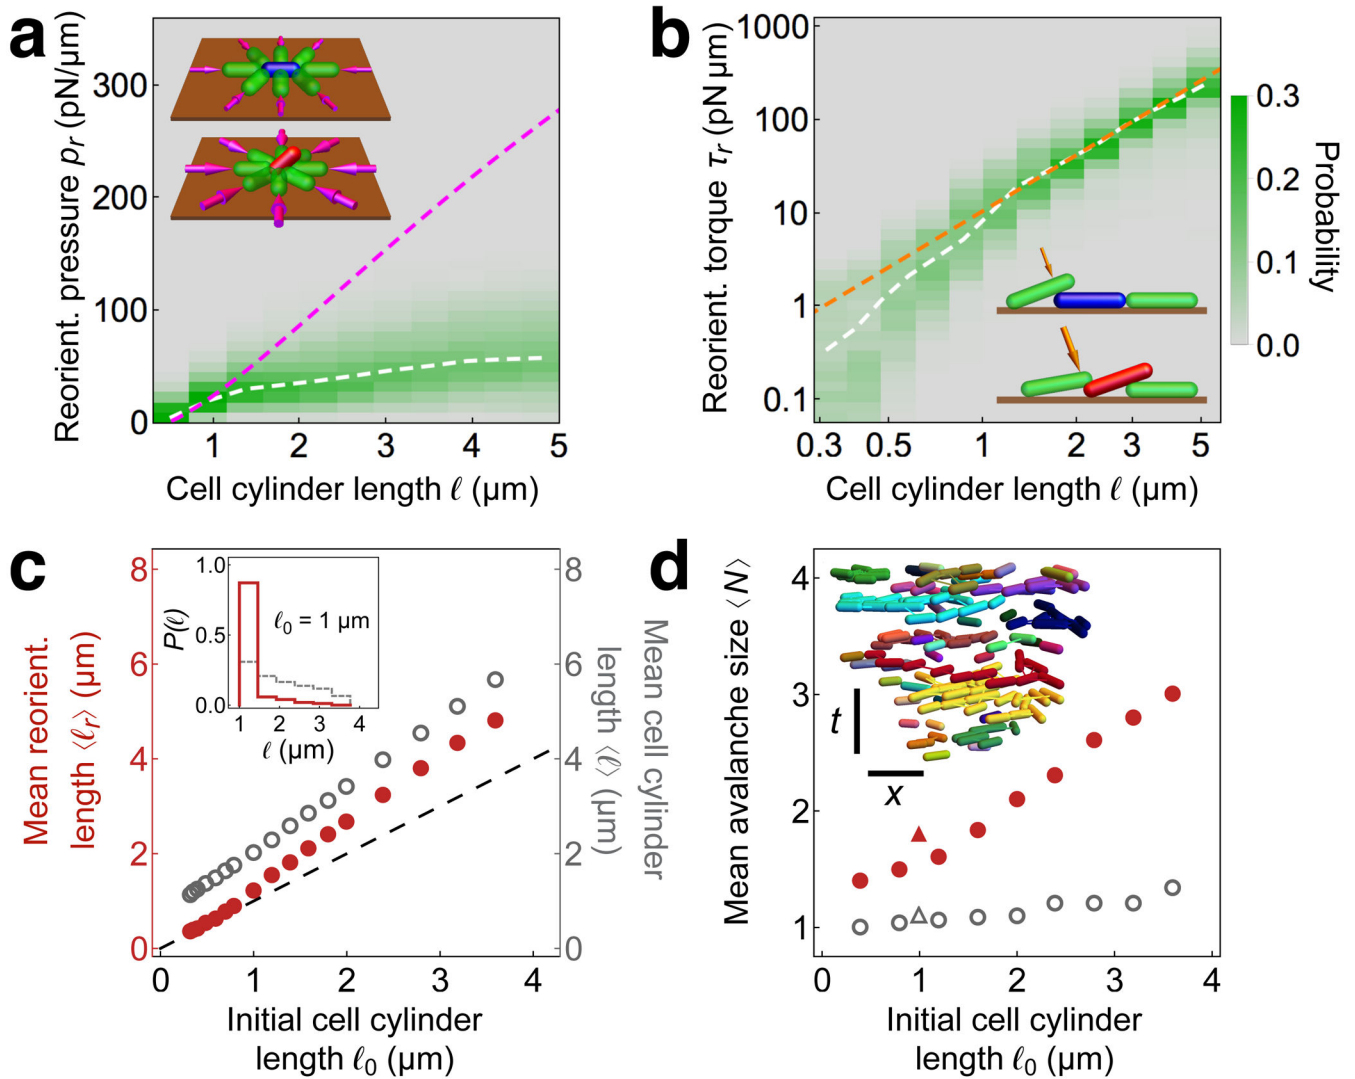 a
Reorient. pressure pᵣ (pN/μm)
300
200
100
0
1
2
3
4
5
Cell cylinder length ℓ (μm)
b
Reorient. torque τᵣ (pN μm)
1000
100
10
1
0.1
0.3
0.5
1
2
3
5
Cell cylinder length ℓ (μm)
0.3
0.2
0.1
0.0
Probability
c
Mean reorient.
length ⟨ℓᵣ⟩ (μm)
8
6
4
2
0
P(ℓ)
1.0
0.5
0.0
ℓ₀ = 1 μm
1
2
3
4
ℓ (μm)
8
6
4
2
0
Mean cell cylinder
length ⟨ℓ⟩ (μm)
0
1
2
3
4
Initial cell cylinder
length ℓ₀ (μm)
d
Mean avalanche size ⟨N⟩
4
3
2
1
t
x
0
1
2
3
4
Initial cell cylinder
length ℓ₀ (μm)